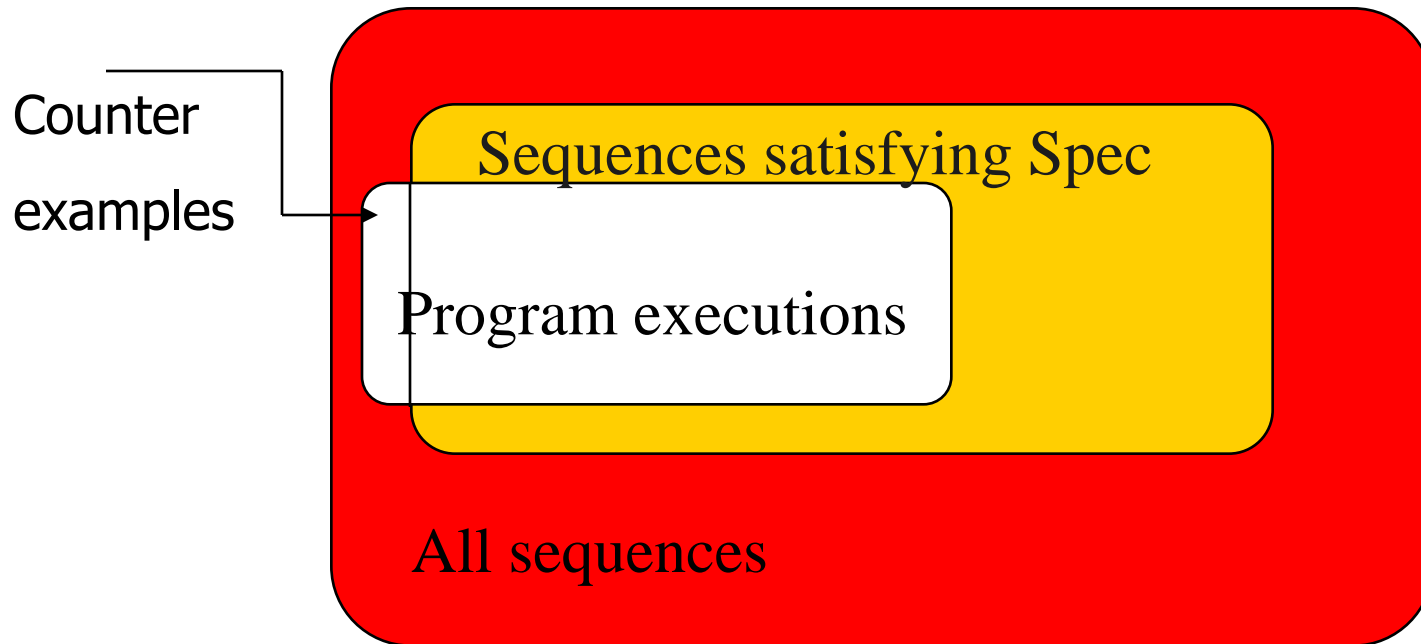 Counter
examples
Sequences satisfying Spec
Program executions
All sequences